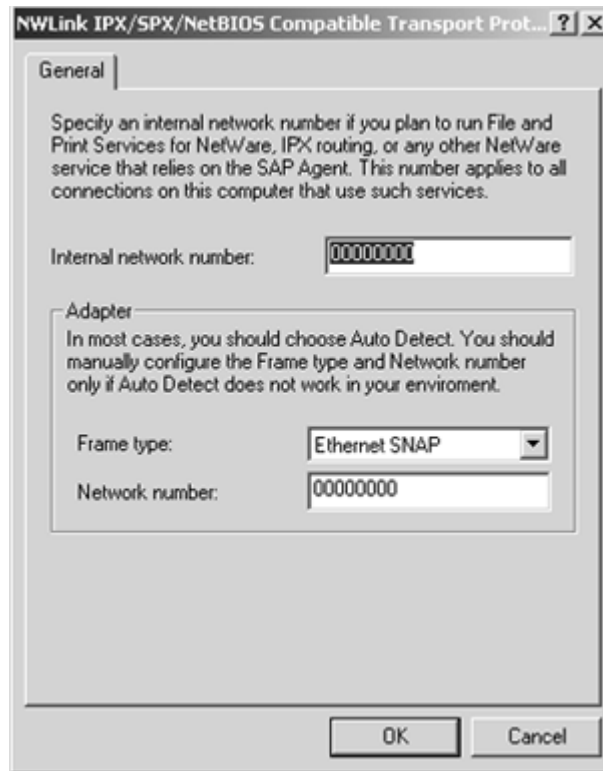 NWLink IPX/SPX/NetBIOS Compatible Transport Prot...
General
Specify an internal network number if you plan to run File and
Print Services for NetWare, IPX routing, or any other NetWare
service that relies on the SAP Agent. This number applies to all
connections on this computer that use such services.
Internal network number: 00000000
Adapter
In most cases, you should choose Auto Detect. You should
manually configure the Frame type and Network number
only if Auto Detect does not work in your enviroment.
Frame type: Ethernet SNAP
Network number: 00000000
OK Cancel